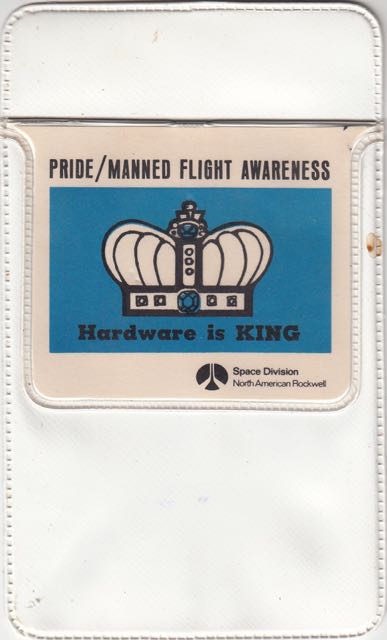 PRIDE/MANNED FLIGHT AWARENESS
Hardware is KING
Space Division
North American Rockwell